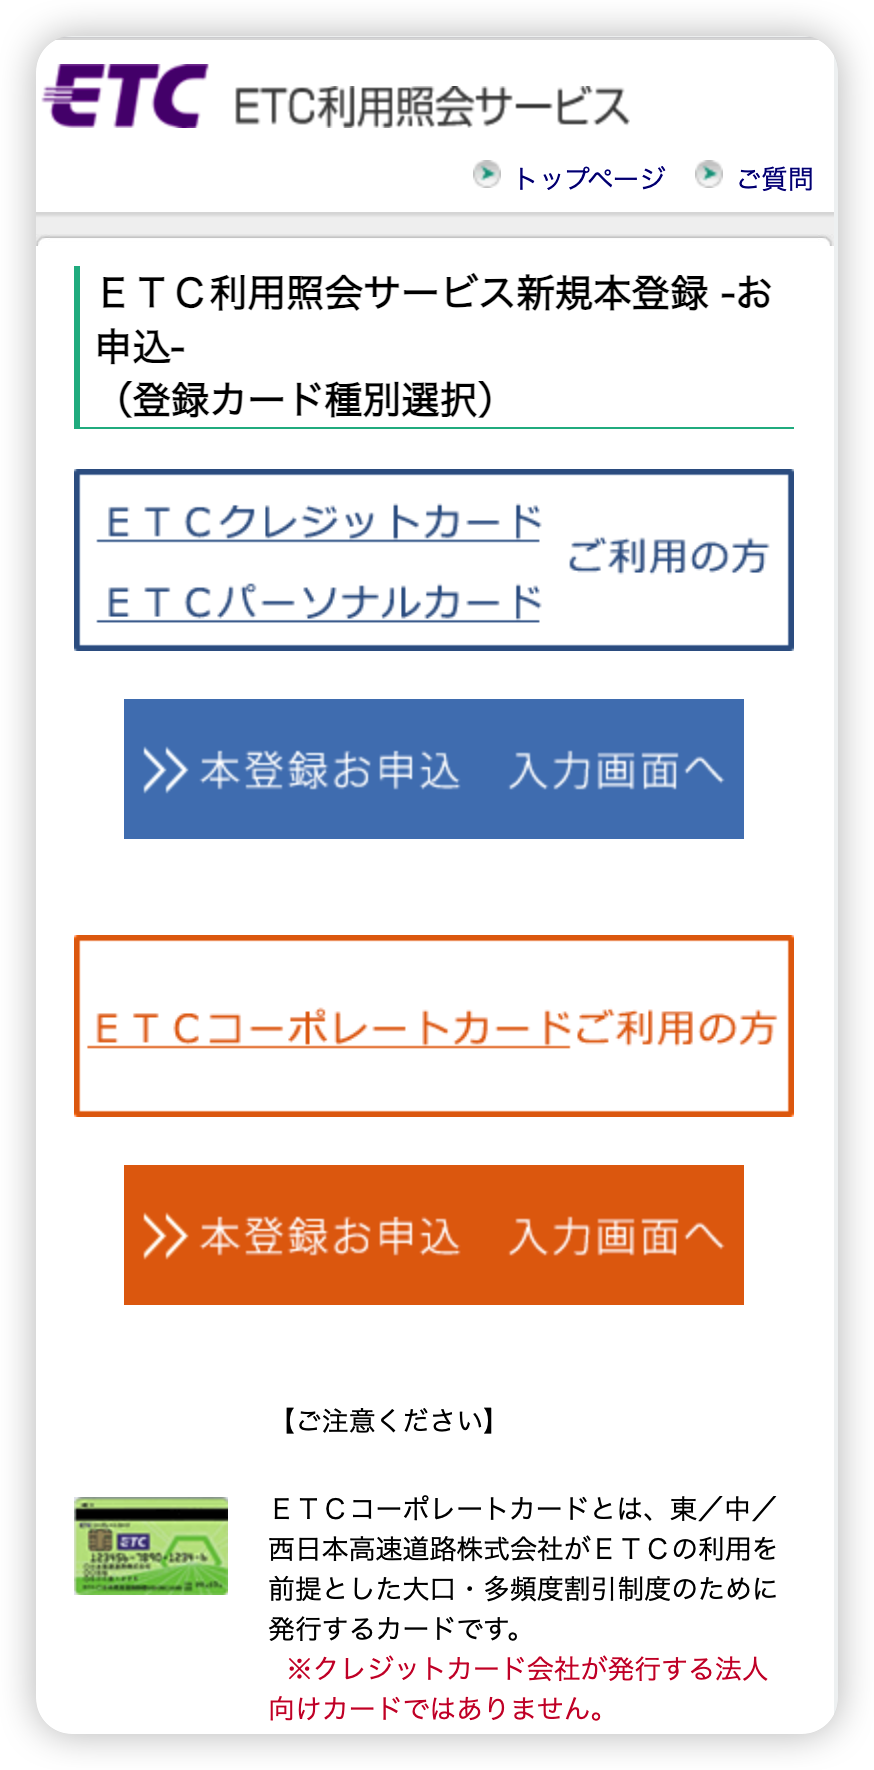 ETC ETC利用照会サービス
トップページ ご質問
ＥＴＣ利用照会サービス新規本登録 -お
申込-
（登録カード種別選択）
ＥＴＣクレジットカード
ご利用の方
ＥＴＣパーソナルカード
本登録お申込　入力画面へ
ＥＴＣコーポレートカードご利用の方
本登録お申込　入力画面へ
【ご注意ください】
ETC
ＥＴＣコーポレートカードとは、東／中／
西日本高速道路株式会社がＥＴＣの利用を
前提とした大口・多頻度割引制度のために
発行するカードです。
※クレジットカード会社が発行する法人
向けカードではありません。